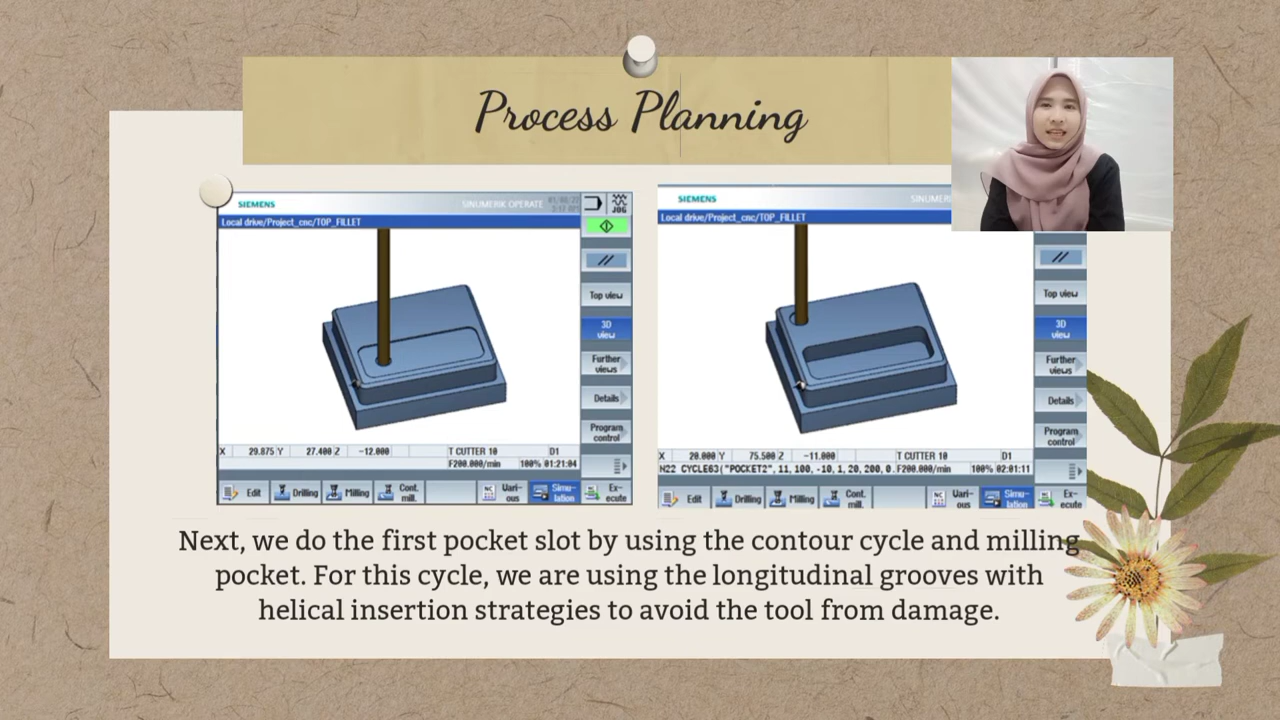 Process Planning
SIEMENS
SINUMERIK OPERATE
JOG
Local drive/Project_cnc/TOP_FILLET
Top view
3D view
Further views
Details
Program control
X 29.875 Y 27.400 Z -12.000 T CUTTER 10 D1
F200.000/min 100% 01:21:04
Edit Drilling Milling Cont. mill. Vari-ous Simu-lation Ex-ecute
SIEMENS
Local drive/Project_cnc/TOP_FILLET
Top view
3D view
Further views
Details
Program control
X 20.000 Y 75.500 Z -11.000 T CUTTER 10 D1
N22 CYCLE63("POCKET2", 11, 100, -10, 1, 20, 200, 0. F200.000/min 100% 02:01:11
Edit Drilling Milling Cont. mill. Vari-ous Simu-lation Ex-ecute
Next, we do the first pocket slot by using the contour cycle and milling
pocket. For this cycle, we are using the longitudinal grooves with
helical insertion strategies to avoid the tool from damage.